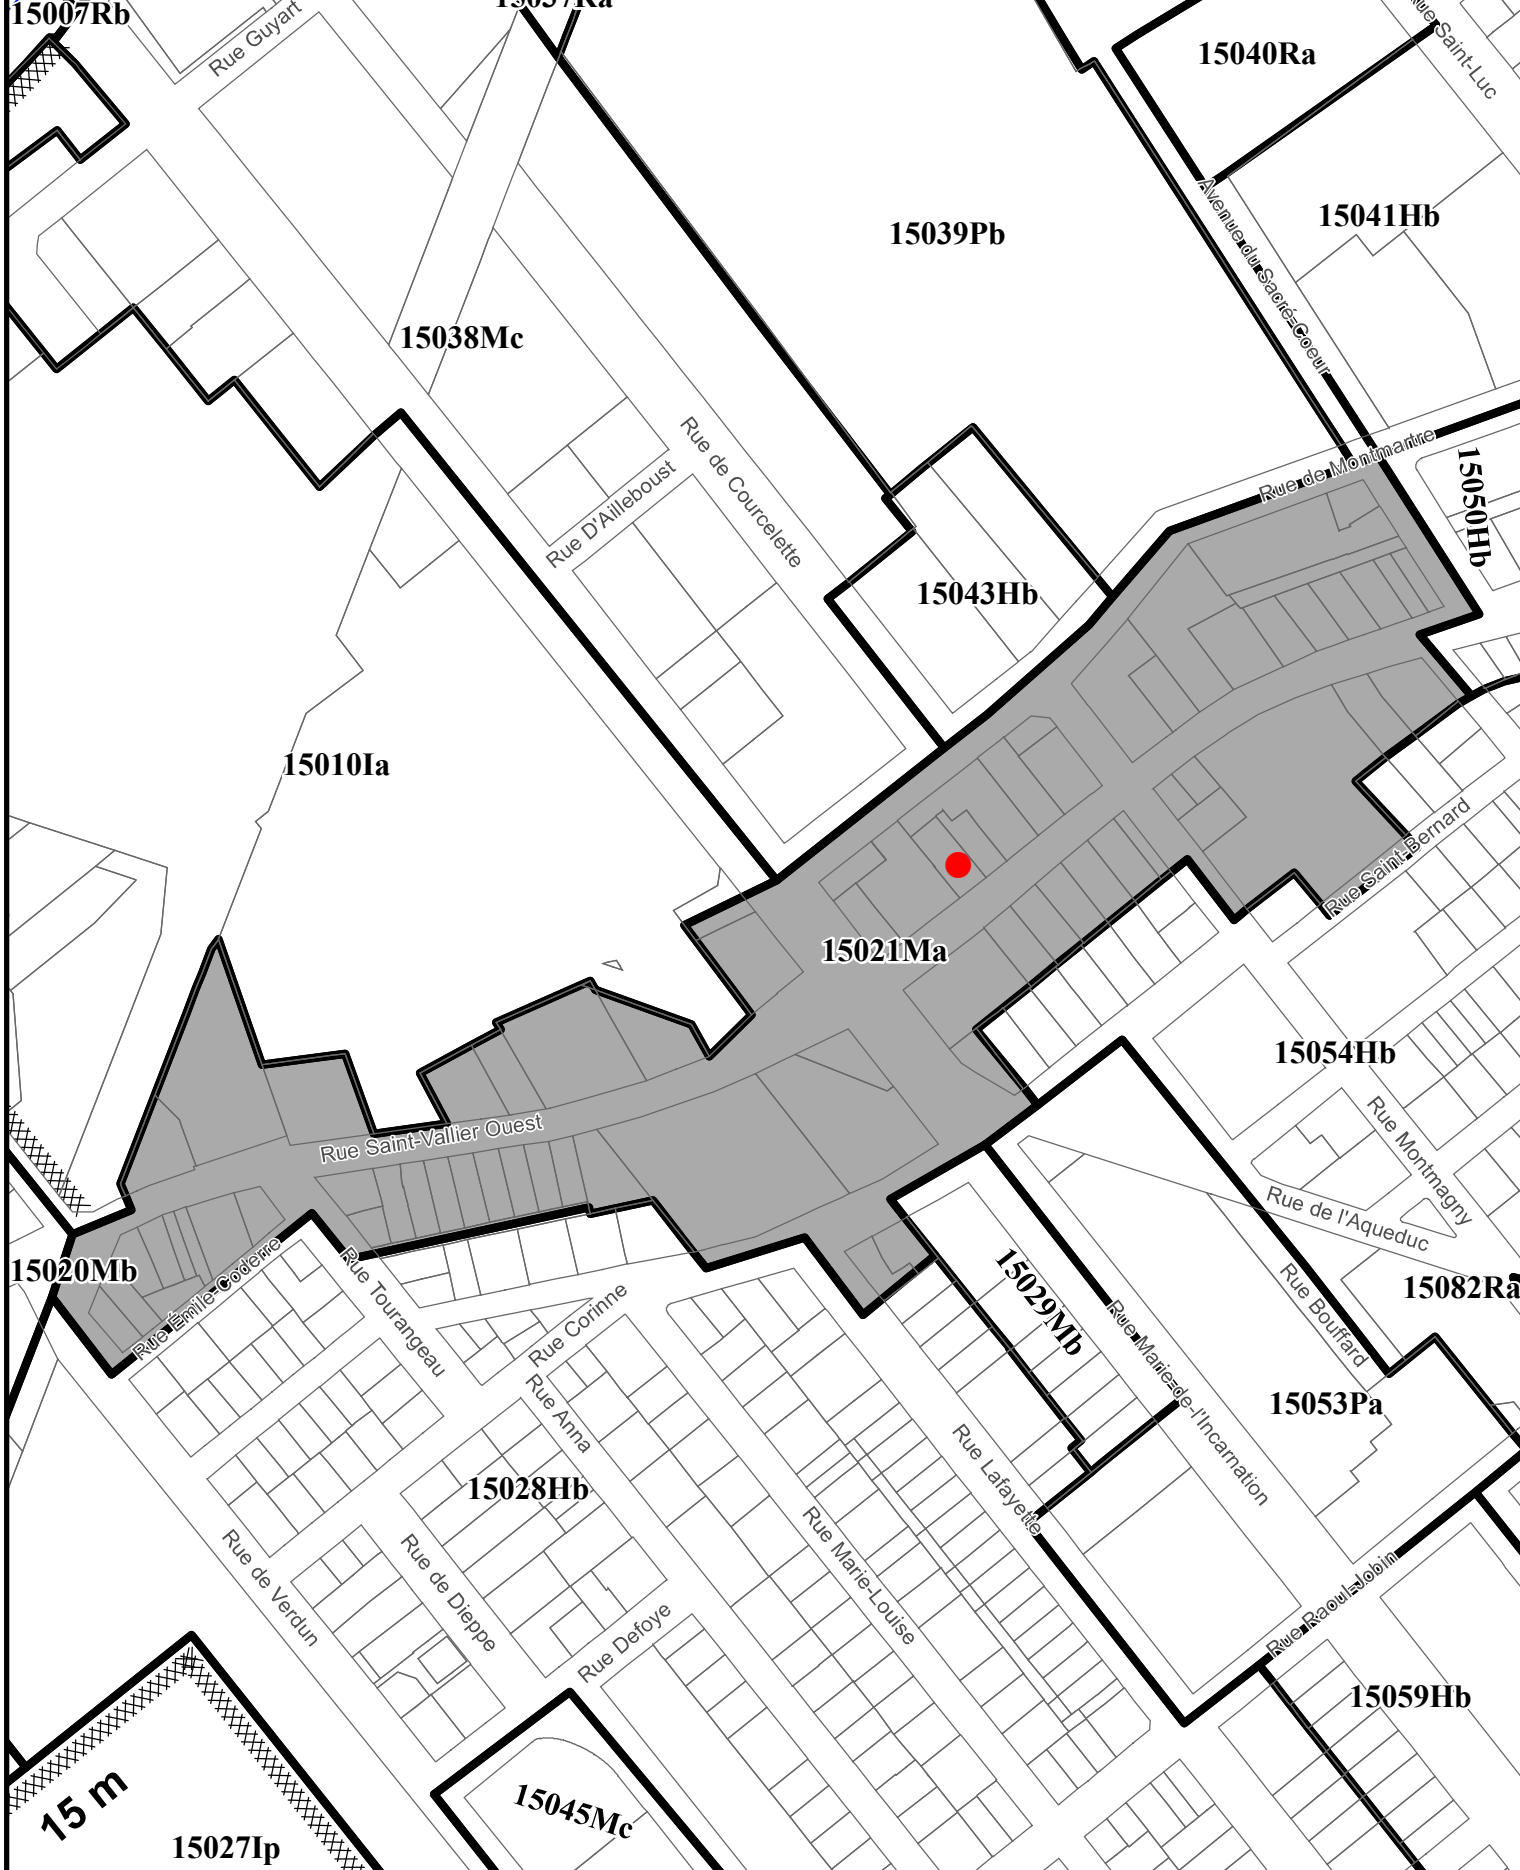 15007Rb
15037Ra
Rue Guyart
15040Ra
Rue Saint-Luc
15041Hb
15039Pb
Avenue du Sacré-Coeur
15038Mc
Rue de Courcelette
Rue D'Ailleboust
Rue de Montmartre
15050Hb
15043Hb
15010Ia
Rue Saint-Bernard
15021Ma
15054Hb
Rue Saint-Vallier Ouest
Rue Montmagny
Rue de l'Aqueduc
15020Mb
Rue Émile-Coderre
Rue Tourangeau
Rue Corinne
15029Mb
Rue Marie-de-l'Incarnation
Rue Bouffard
15082Ra
15053Pa
Rue Anna
Rue Lafayette
15028Hb
Rue de Verdun
Rue de Dieppe
Rue Marie-Louise
Rue Defoye
Rue Raoul-Jobin
15059Hb
15 m
15045Mc
15027Ip